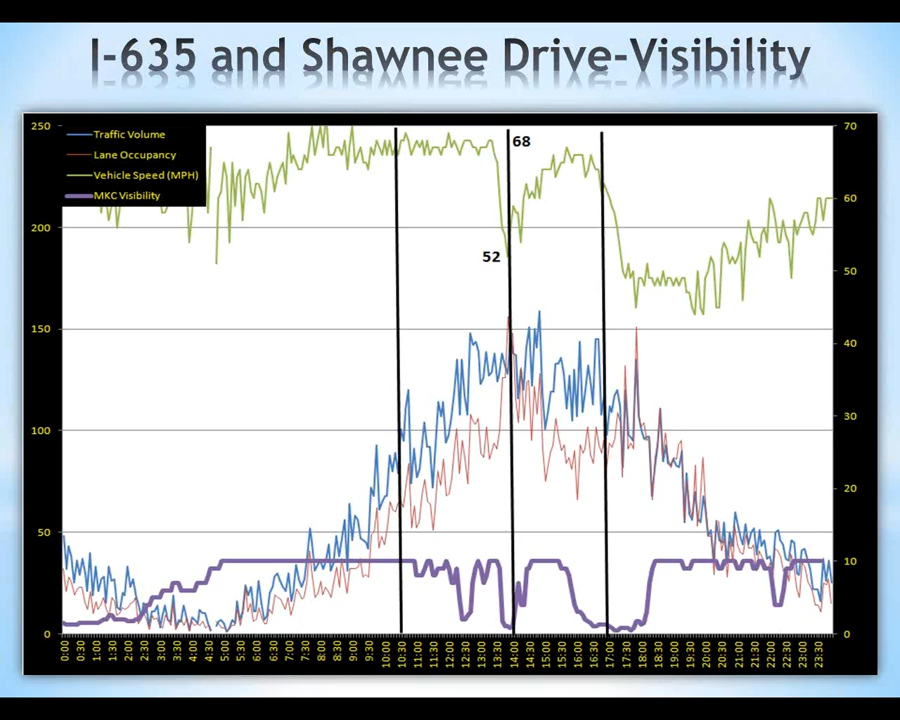 I-635 and Shawnee Drive-Visibility
Traffic Volume
Lane Occupancy
Vehicle Speed (MPH)
MKC Visibility
250
200
150
100
50
0
70
60
50
40
30
20
10
0
68
52
0:00 0:30 1:00 1:30 2:00 2:30 3:00 3:30 4:00 4:30 5:00 5:30 6:00 6:30 7:00 7:30 8:00 8:30 9:00 9:30 10:00 10:30 11:00 11:30 12:00 12:30 13:00 13:30 14:00 14:30 15:00 15:30 16:00 16:30 17:00 17:30 18:00 18:30 19:00 19:30 20:00 20:30 21:00 21:30 22:00 22:30 23:00 23:30